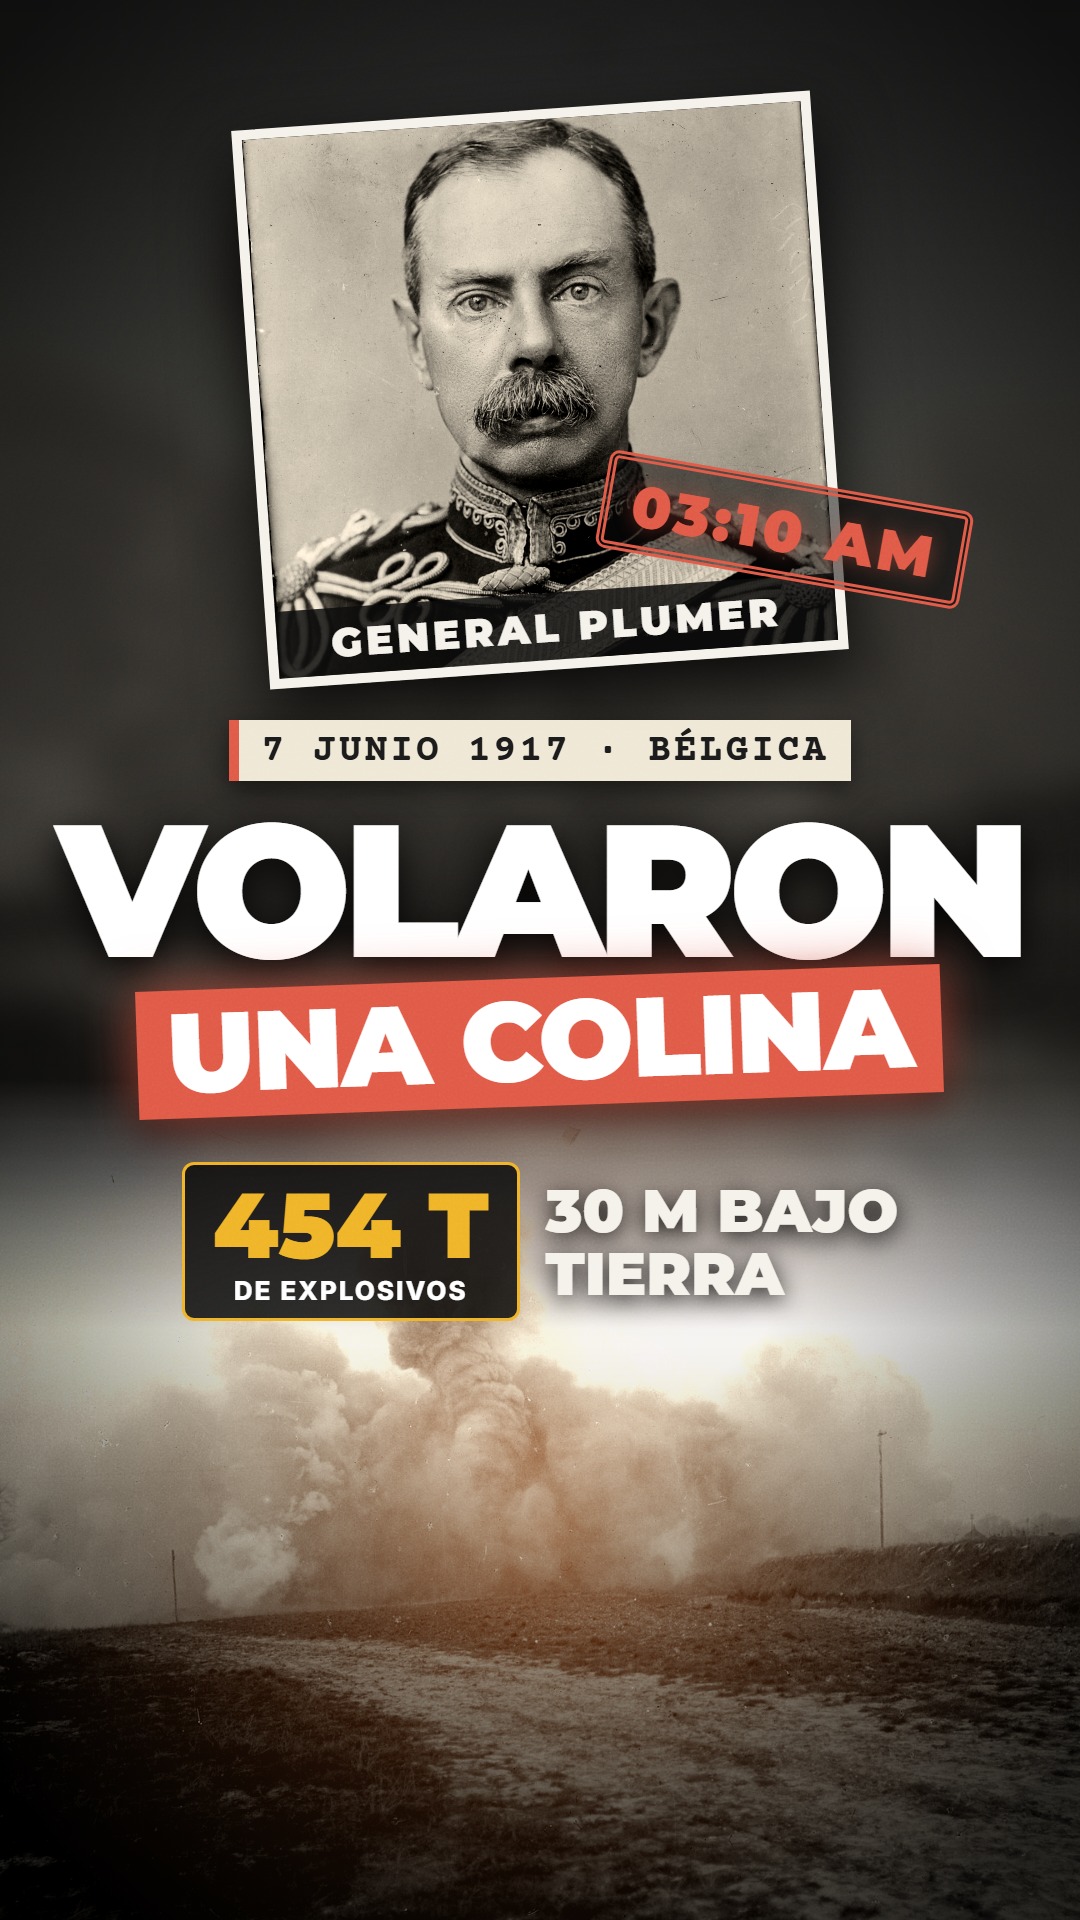 GENERAL PLUMER
03:10 AM
7 JUNIO 1917 · BÉLGICA
VOLARON
UNA COLINA
454 T
DE EXPLOSIVOS
30 M BAJO
TIERRA